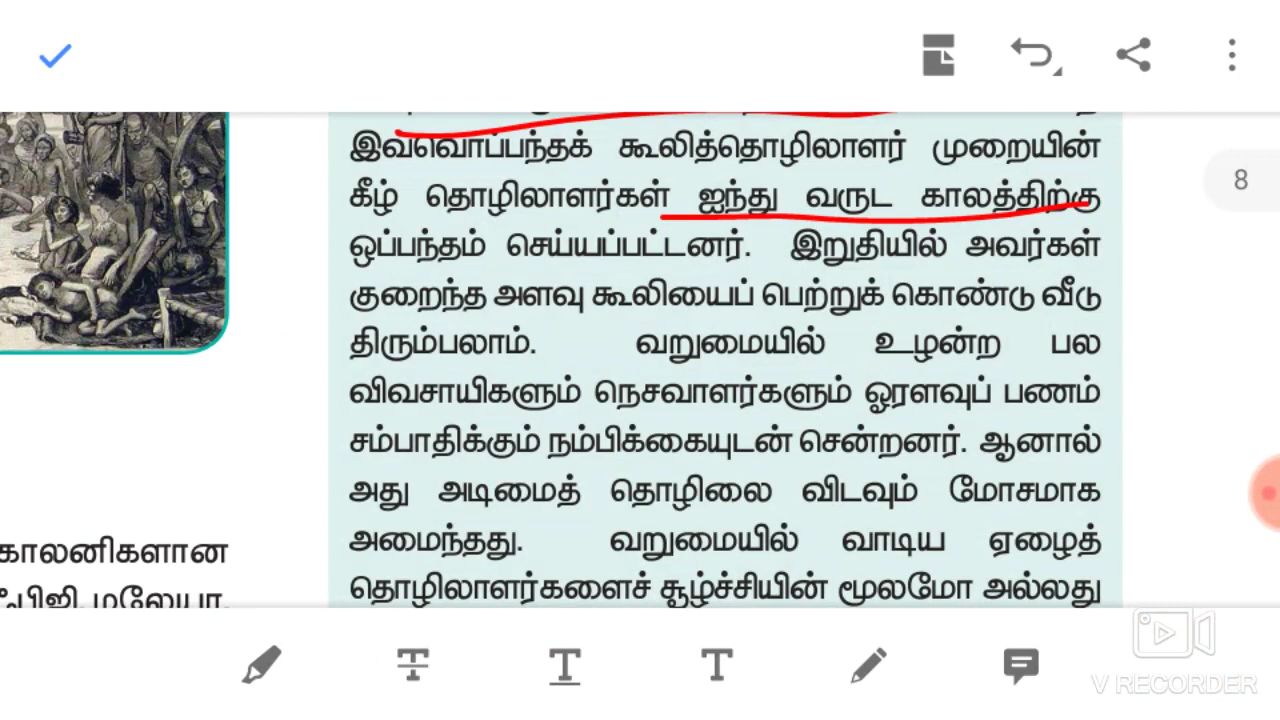 இவ்வொப்பந்தக் கூலித்தொழிலாளர் முறையின்
கீழ் தொழிலாளர்கள் ஐந்து வருட காலத்திற்கு
ஒப்பந்தம் செய்யப்பட்டனர். இறுதியில் அவர்கள்
குறைந்த அளவு கூலியைப் பெற்றுக் கொண்டு வீடு
திரும்பலாம். வறுமையில் உழன்ற பல
விவசாயிகளும் நெசவாளர்களும் ஓரளவுப் பணம்
சம்பாதிக்கும் நம்பிக்கையுடன் சென்றனர். ஆனால்
அது அடிமைத் தொழிலை விடவும் மோசமாக
அமைந்தது. வறுமையில் வாடிய ஏழைத்
தொழிலாளர்களைச் சூழ்ச்சியின் மூலமோ அல்லது
காலனிகளான
பிஜி, மலேயா,
8
V RECORDER